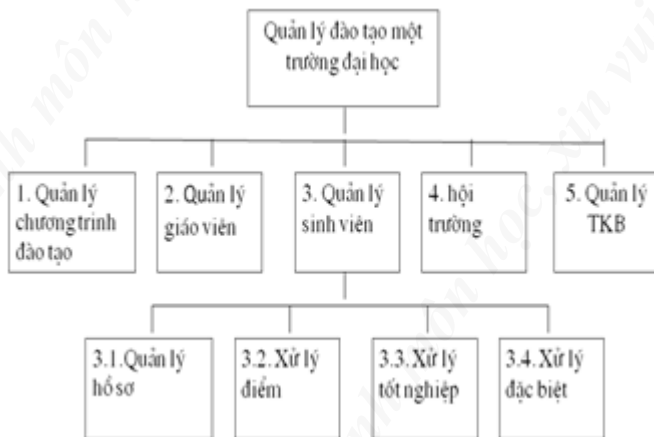 Quản lý đào tạo một
trường đại học
1. Quản lý
chương trinh
đào tạo
2. Quản lý
giáo viên
3. Quản lý
sinh viên
4. hội
trường
5. Quản lý
TKB
3.1.Quản lý
hồ sơ
3.2. Xử lý
điểm
3.3. Xử lý
tốt nghiệp
3.4. Xử lý
đặc biệt